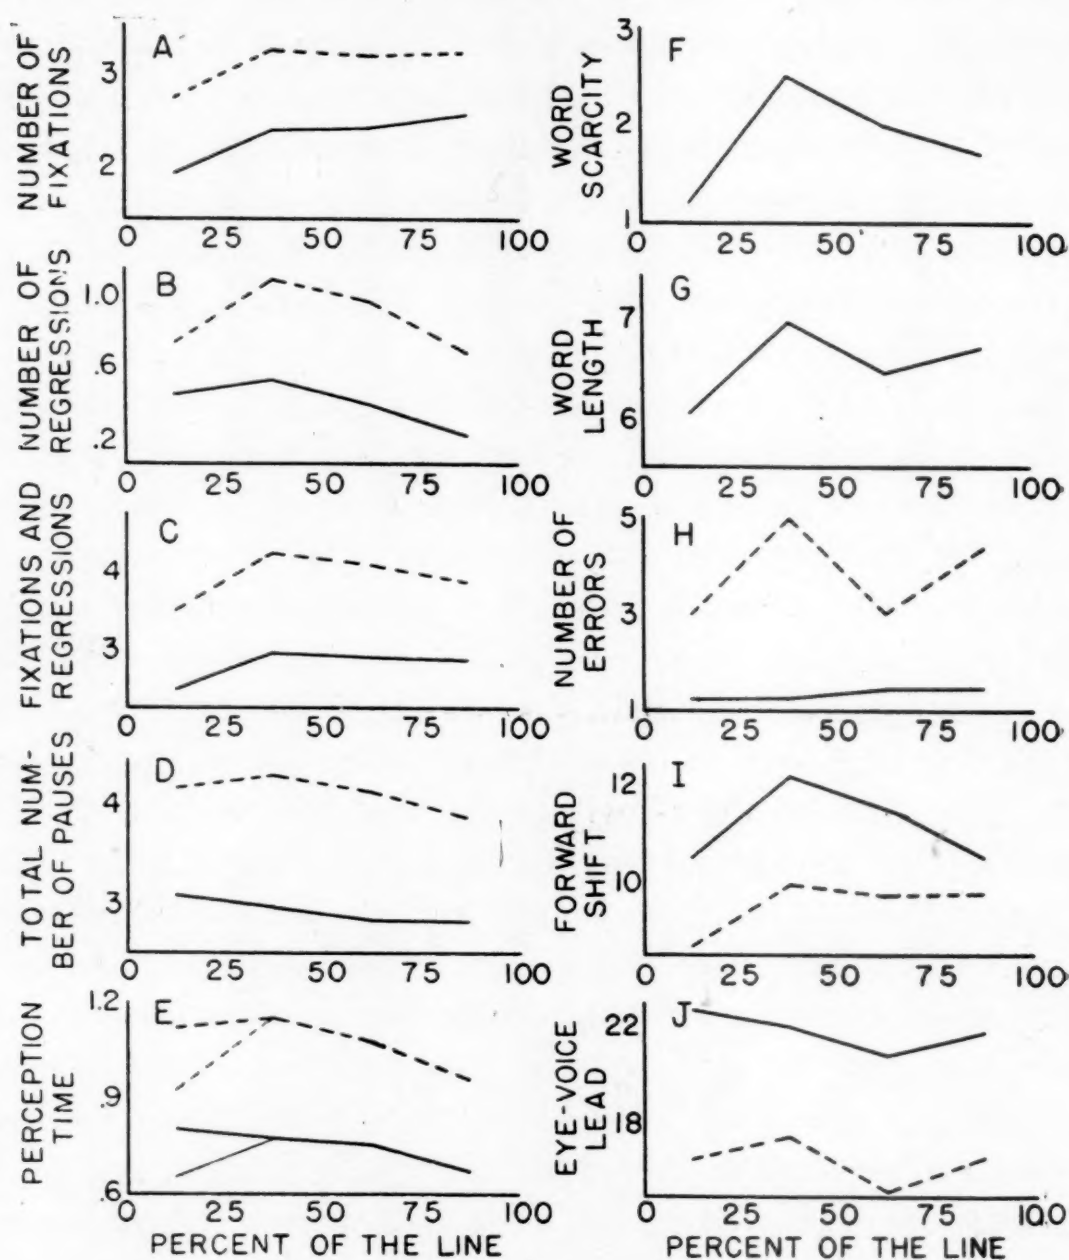 NUMBER OF
FIXATIONS
A
3
2
0 25 50 75 100
NUMBER OF
REGRESSIONS
B
1.0
.6
.2
0 25 50 75 100
FIXATIONS AND
REGRESSIONS
C
4
3
0 25 50 75 100
TOTAL NUM-
BER OF PAUSES
D
4
3
0 25 50 75 100
PERCEPTION
TIME
E
1.2
.9
.6
0 25 50 75 100
PERCENT OF THE LINE
WORD
SCARCITY
F
3
2
1
0 25 50 75 100
WORD
LENGTH
G
7
6
0 25 50 75 100
NUMBER OF
ERRORS
H
5
3
1
0 25 50 75 100
FORWARD
SHIFT
I
12
10
0 25 50 75 100
EYE-VOICE
LEAD
J
22
18
0 25 50 75 100
PERCENT OF THE LINE